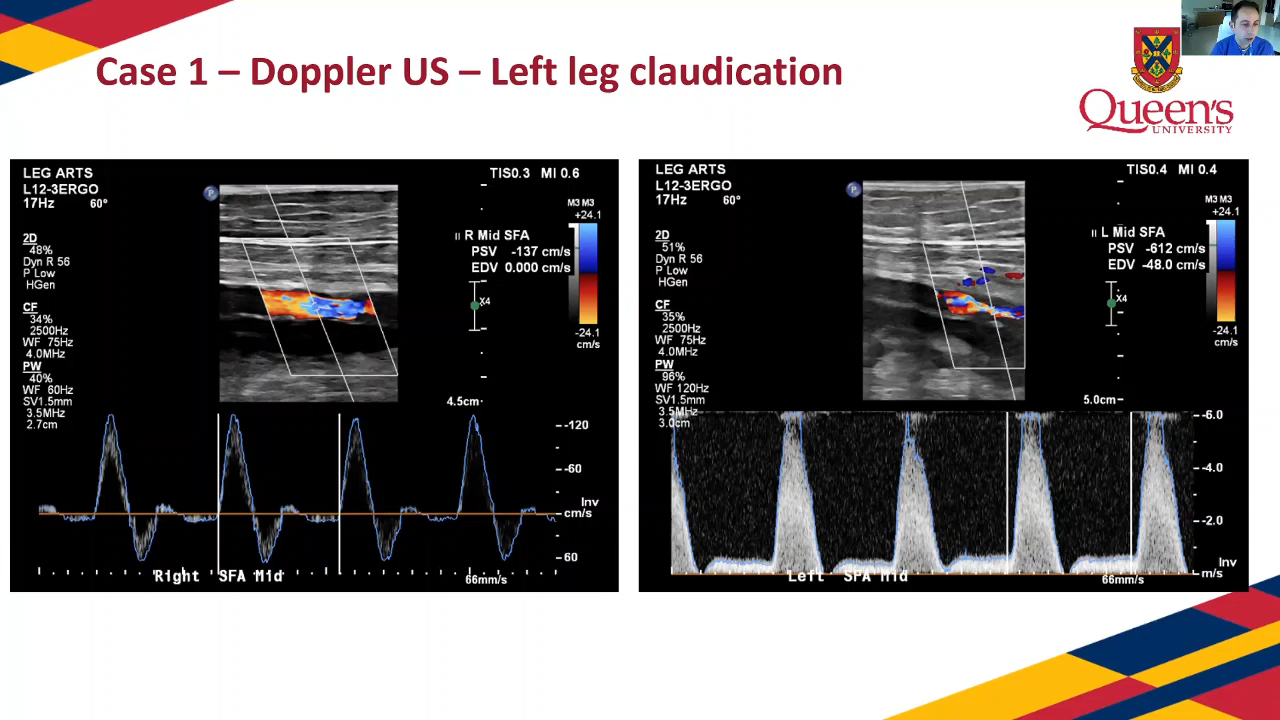 Case 1 – Doppler US – Left leg claudication
Queen's
UNIVERSITY
LEG ARTS
L12-3ERGO
17Hz 60°
TIS0.3 MI 0.6
M3 M3
+24.1
-24.1
cm/s
P
2D
48%
Dyn R 56
P Low
HGen
CF
34%
2500Hz
WF 75Hz
4.0MHz
PW
40%
WF 60Hz
SV1.5mm
3.5MHz
2.7cm
R Mid SFA
PSV -137 cm/s
EDV 0.000 cm/s
X4
4.5cm
-120
-60
Inv
cm/s
60
Right SFA Mid
66mm/s
LEG ARTS
L12-3ERGO
17Hz 60°
TIS0.4 MI 0.4
M3 M3
+24.1
-24.1
cm/s
P
2D
51%
Dyn R 56
P Low
HGen
CF
35%
2500Hz
WF 75Hz
4.0MHz
PW
96%
WF 120Hz
SV1.5mm
3.5MHz
3.0cm
L Mid SFA
PSV -612 cm/s
EDV -48.0 cm/s
X4
5.0cm
-6.0
-4.0
-2.0
Inv
m/s
Left SFA Mid
66mm/s